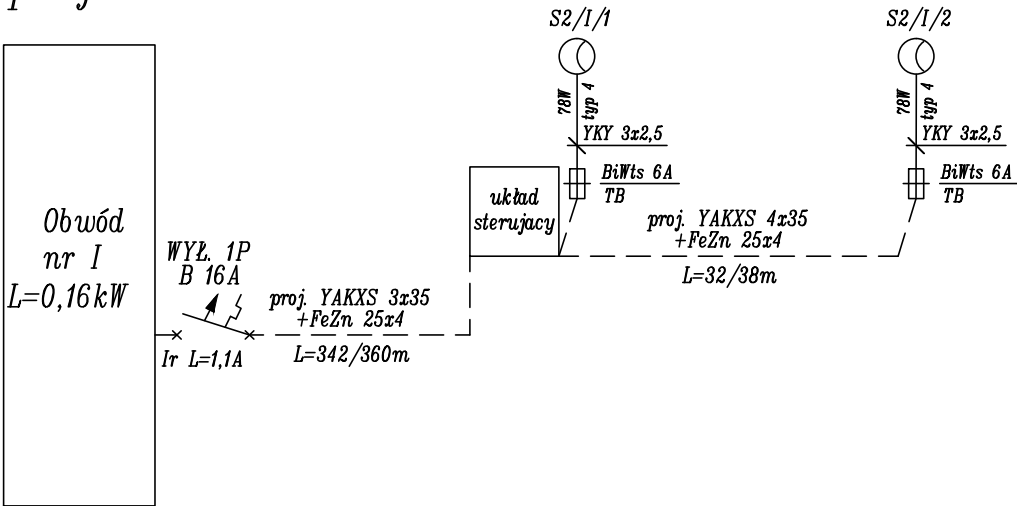 S2/I/1
78W
typ 4
YKY 3x2,5
BiWts 6A
TB
S2/I/2
78W
typ 4
YKY 3x2,5
BiWts 6A
TB
układ
sterujacy
proj. YAKXS 4x35
+FeZn 25x4
L=32/38m
Obwód
nr I
L=0,16kW
WYŁ. 1P
B 16A
Ir L=1,1A
proj. YAKXS 3x35
+FeZn 25x4
L=342/360m